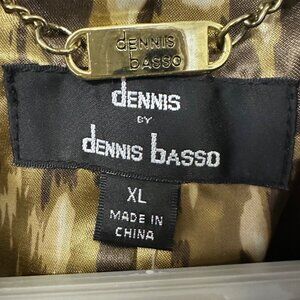 dENNIS
bASSO
dENNIS
BY
dENNIS bASSO
XL
MADE IN
CHINA